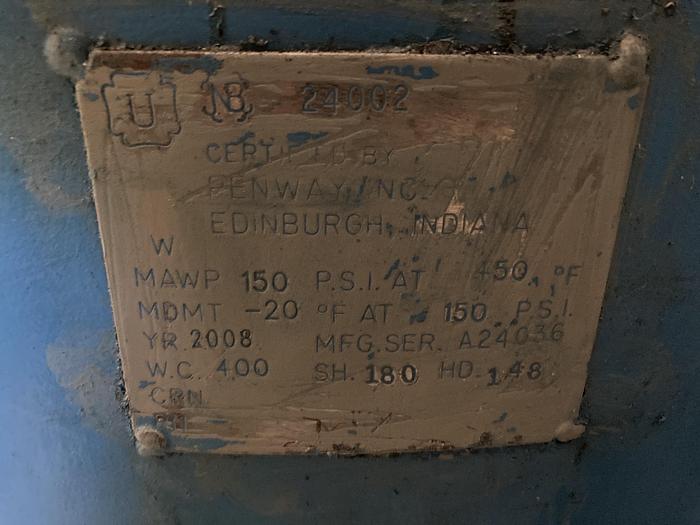 U NB 24002
CERTIFIED BY
PENWAY, INC.
EDINBURGH, INDIANA
W
MAWP 150 P.S.I. AT 450 °F
MDMT -20 °F AT 150 P.S.I.
YR. 2008 MFG. SER. A24036
W.C. 400 SH. 180 HD. 148
CRN